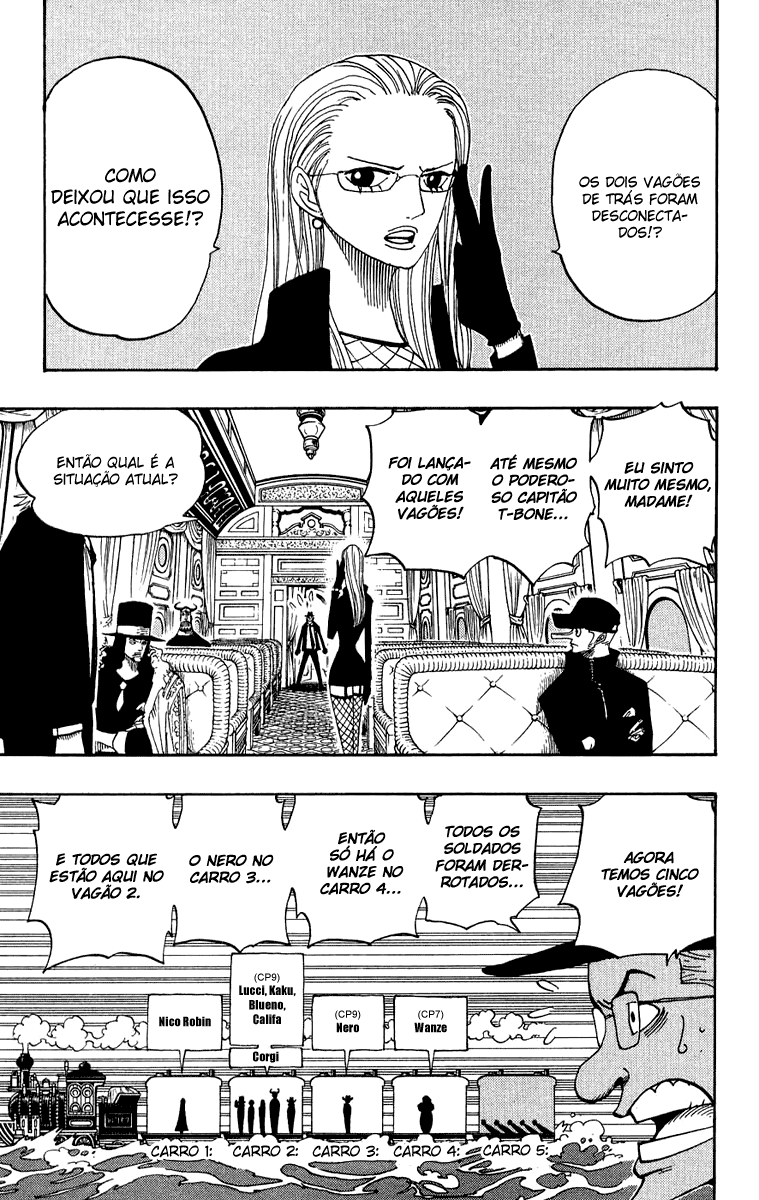 OS DOIS VAGÕES
DE TRÁS FORAM
DESCONECTA-
DOS!?
COMO
DEIXOU QUE ISSO
ACONTECESSE!?
EU SINTO
MUITO MESMO,
MADAME!
ATÉ MESMO
O PODERO-
SO CAPITÃO
T-BONE...
FOI LANÇA-
DO COM
AQUELES
VAGÕES!
ENTÃO QUAL É A
SITUAÇÃO ATUAL?
AGORA
TEMOS CINCO
VAGÕES!
TODOS OS
SOLDADOS
FORAM DER-
ROTADOS...
ENTÃO
SÓ HÁ O
WANZE NO
CARRO 4...
O NERO NO
CARRO 3...
E TODOS QUE
ESTÃO AQUI NO
VAGÃO 2.
Nico Robin
(CP9)
Lucci, Kaku,
Blueno,
Califa
Corgi
(CP9)
Nero
(CP7)
Wanze
CARRO 1:
CARRO 2:
CARRO 3:
CARRO 4:
CARRO 5: